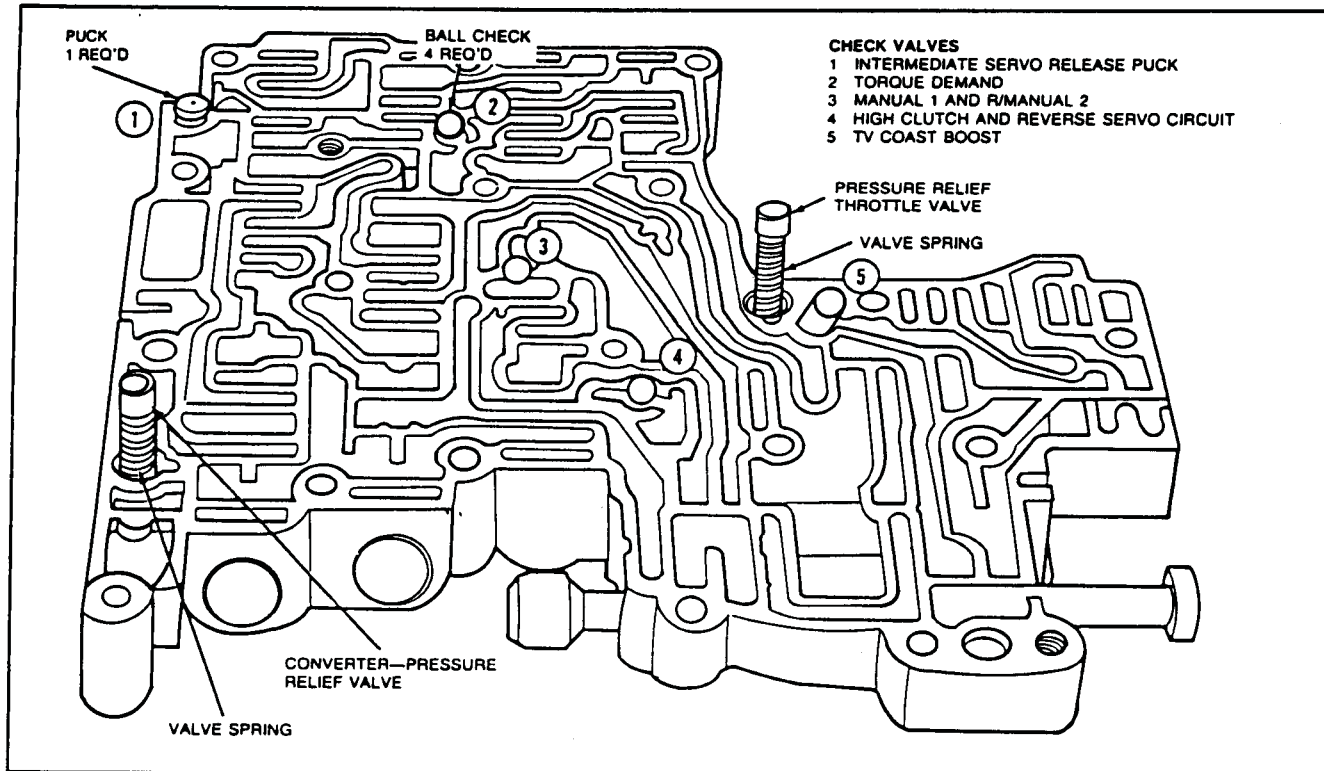 PUCK
1 REQ'D
BALL CHECK
4 REQ'D
CHECK VALVES
1 INTERMEDIATE SERVO RELEASE PUCK
2 TORQUE DEMAND
3 MANUAL 1 AND R/MANUAL 2
4 HIGH CLUTCH AND REVERSE SERVO CIRCUIT
5 TV COAST BOOST
1
2
PRESSURE RELIEF
THROTTLE VALVE
VALVE SPRING
3
5
4
CONVERTER—PRESSURE
RELIEF VALVE
VALVE SPRING